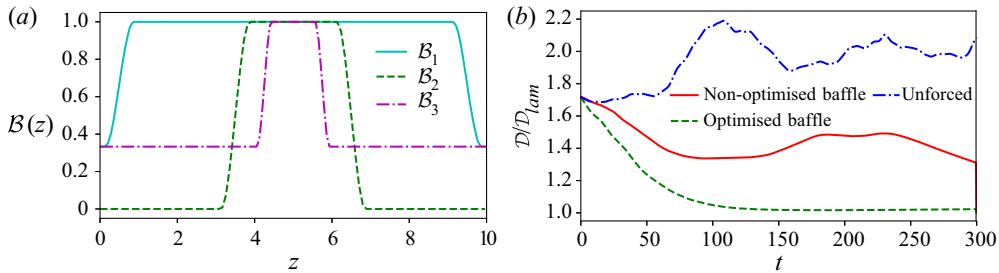 (a)
1.0
0.8
0.6
0.4
0.2
0
B(z)
B₁
B₂
B₃
0 2 4 6 8 10
z
(b)
2.2
2.0
1.8
1.6
1.4
1.2
1.0
D/D_lam
Non-optimised baffle Unforced
Optimised baffle
0 50 100 150 200 250 300
t